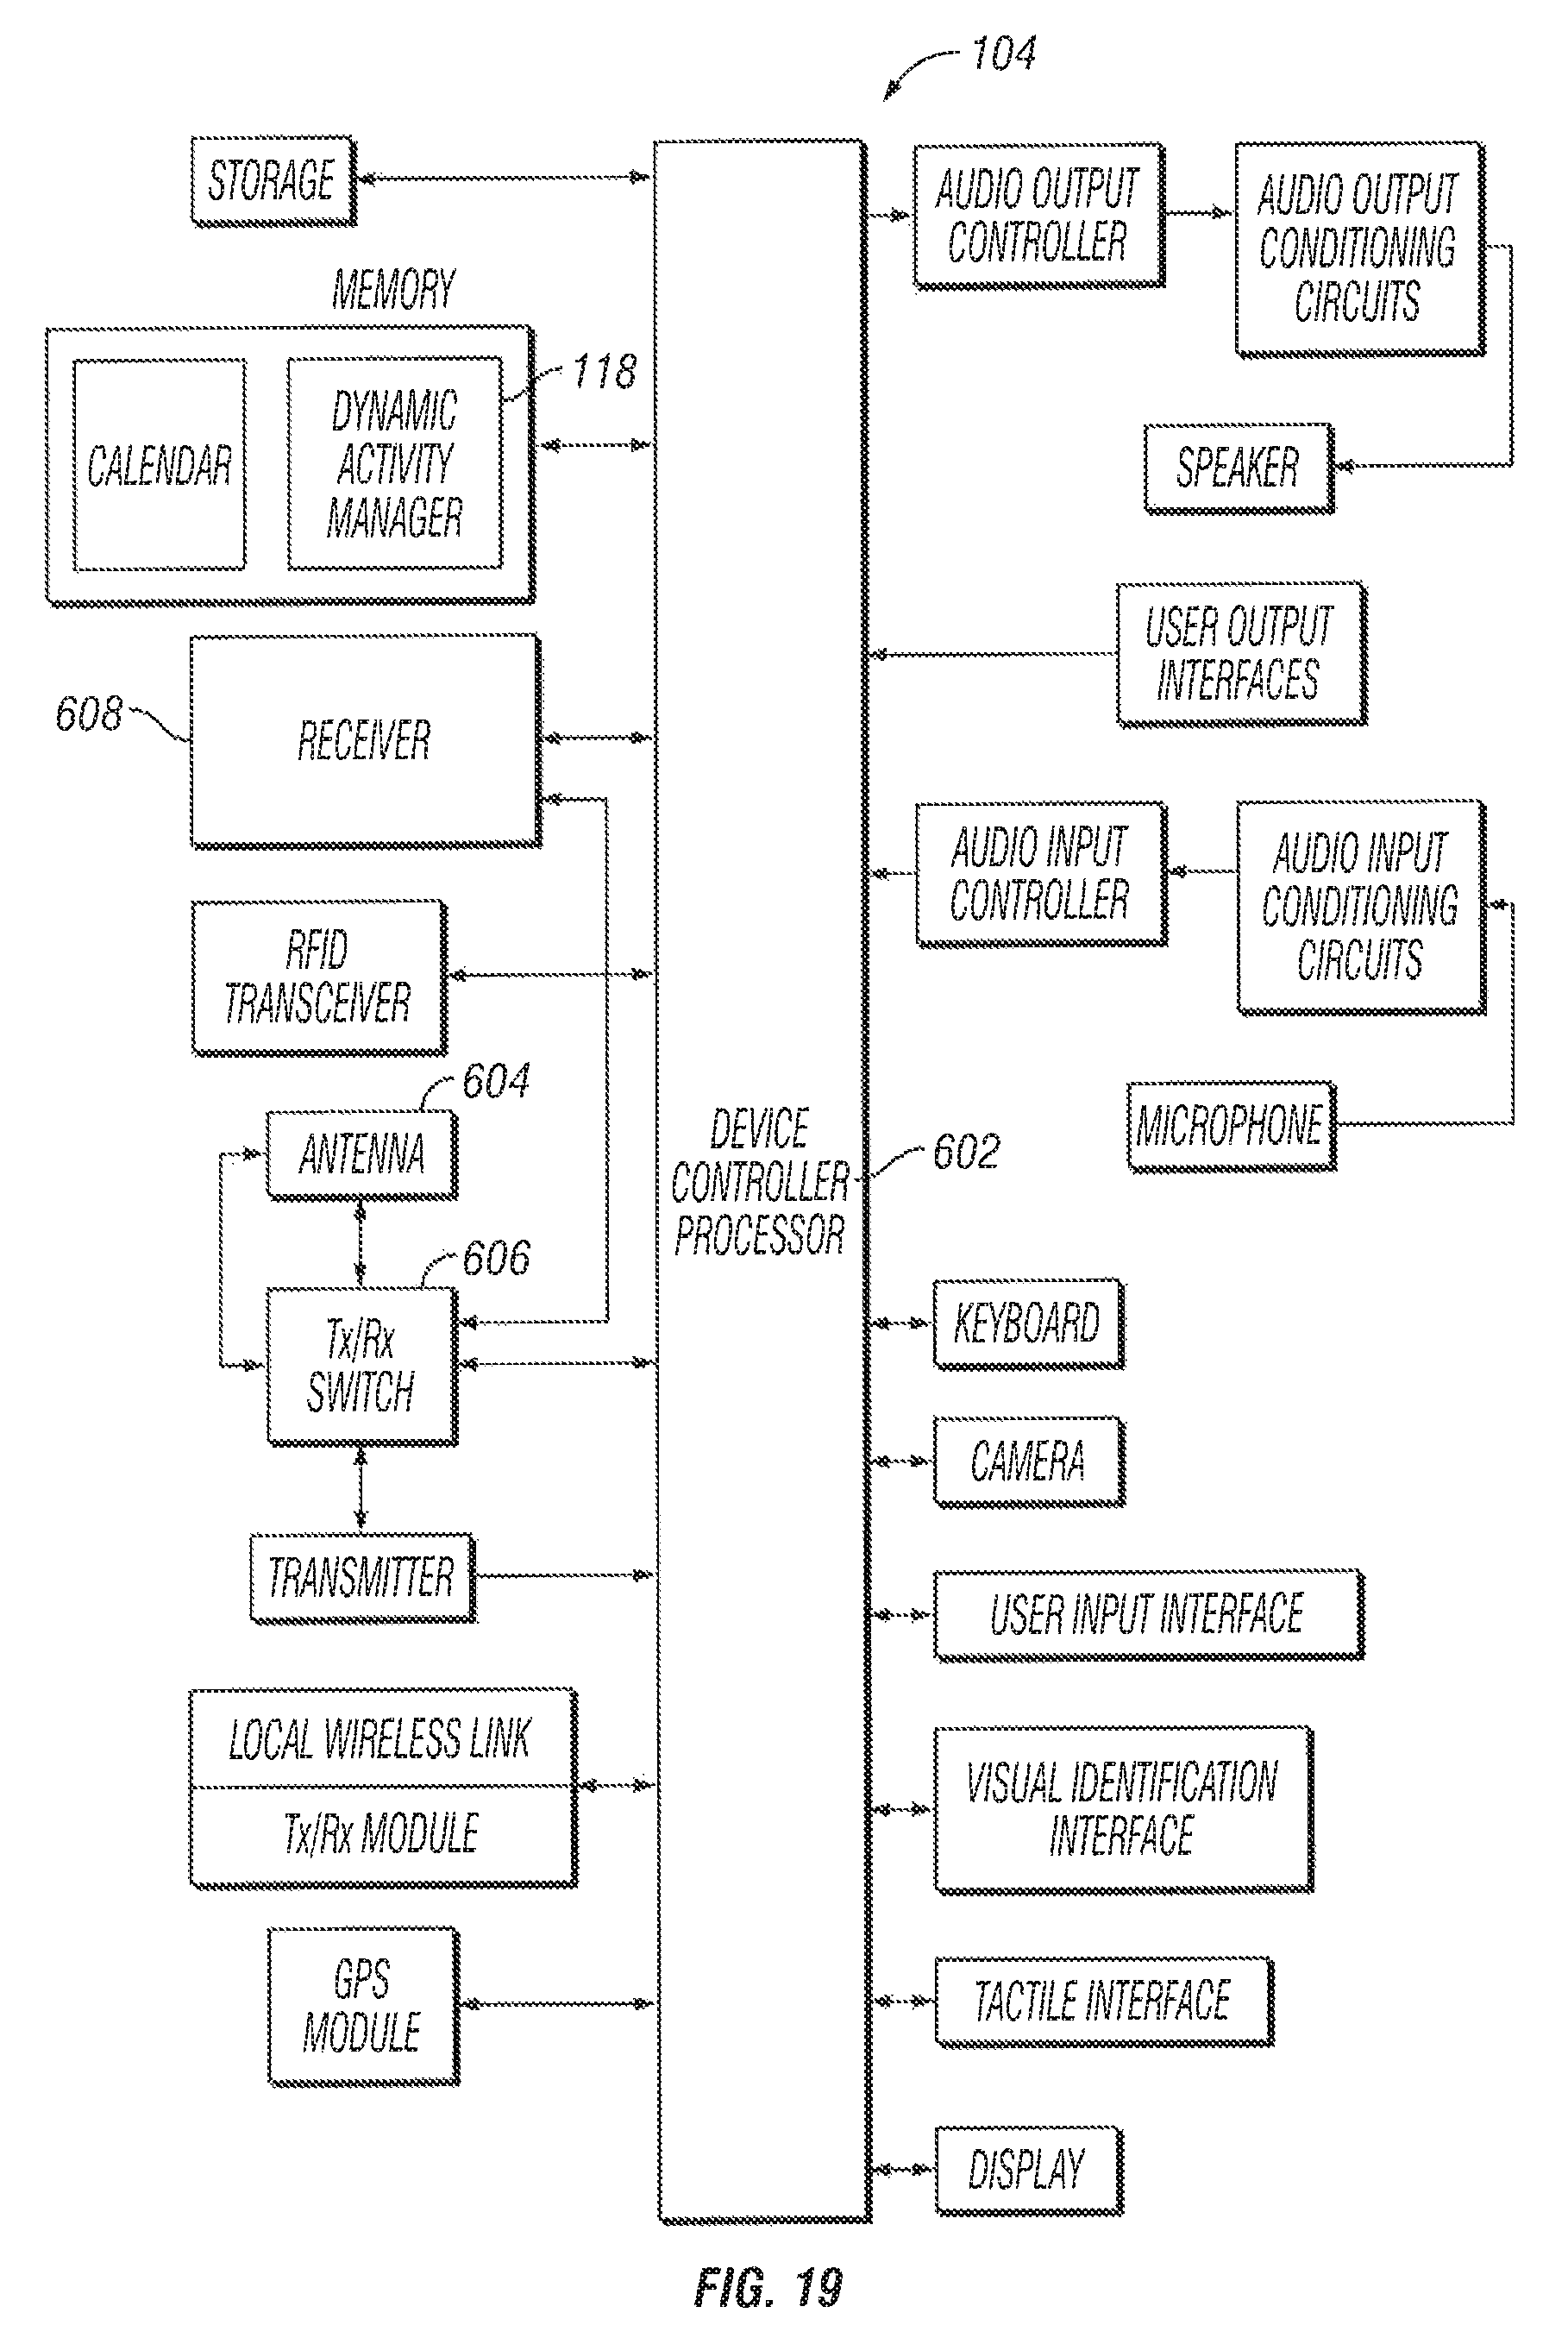 104
STORAGE
AUDIO OUTPUT
CONTROLLER
AUDIO OUTPUT
CONDITIONING
CIRCUITS
MEMORY
118
CALENDAR
DYNAMIC
ACTIVITY
MANAGER
SPEAKER
USER OUTPUT
INTERFACES
608
RECEIVER
AUDIO INPUT
CONTROLLER
AUDIO INPUT
CONDITIONING
CIRCUITS
RFID
TRANSCEIVER
604
ANTENNA
MICROPHONE
DEVICE
CONTROLLER
PROCESSOR
602
606
Tx/Rx
SWITCH
KEYBOARD
CAMERA
TRANSMITTER
USER INPUT INTERFACE
LOCAL WIRELESS LINK
Tx/Rx MODULE
VISUAL IDENTIFICATION
INTERFACE
GPS
MODULE
TACTILE INTERFACE
DISPLAY
FIG. 19